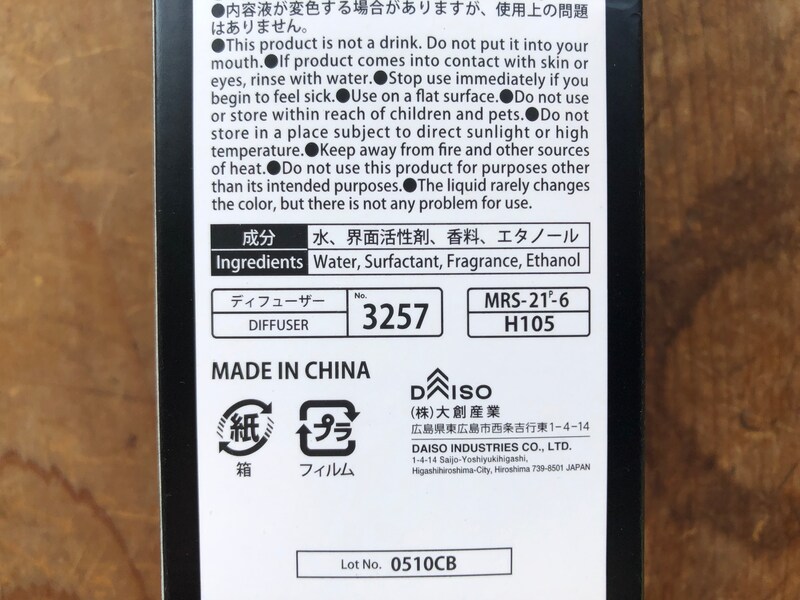 ●内容液が変色する場合がありますが、使用上の問題
はありません。
●This product is not a drink. Do not put it into your
mouth.●If product comes into contact with skin or
eyes, rinse with water.●Stop use immediately if you
begin to feel sick.●Use on a flat surface.●Do not use
or store within reach of children and pets.●Do not
store in a place subject to direct sunlight or high
temperature.●Keep away from fire and other sources
of heat.●Do not use this product for purposes other
than its intended purposes.●The liquid rarely changes
the color, but there is not any problem for use.
成分 水、界面活性剤、香料、エタノール
Ingredients Water, Surfactant, Fragrance, Ethanol
ディフューザー
DIFFUSER
No. 3257
MRS-21P-6
H105
MADE IN CHINA
紙
箱
プラ
フィルム
DAISO
(株)大創産業
広島県東広島市西条吉行東1-4-14
DAISO INDUSTRIES CO., LTD.
1-4-14 Saijo-Yoshiyukihigashi,
Higashihiroshima-City, Hiroshima 739-8501 JAPAN
Lot No. 0510CB